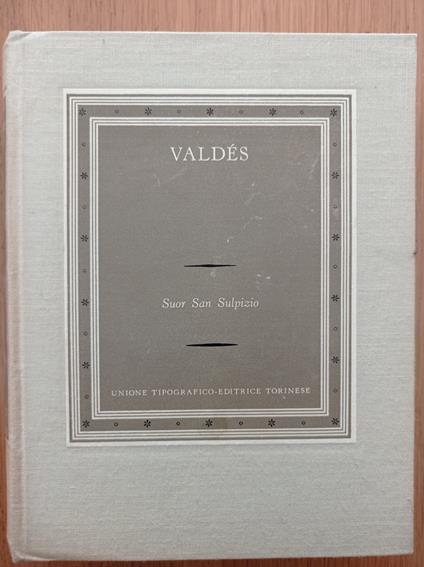 VALDÉS
Suor San Sulpizio
UNIONE TIPOGRAFICO-EDITRICE TORINESE